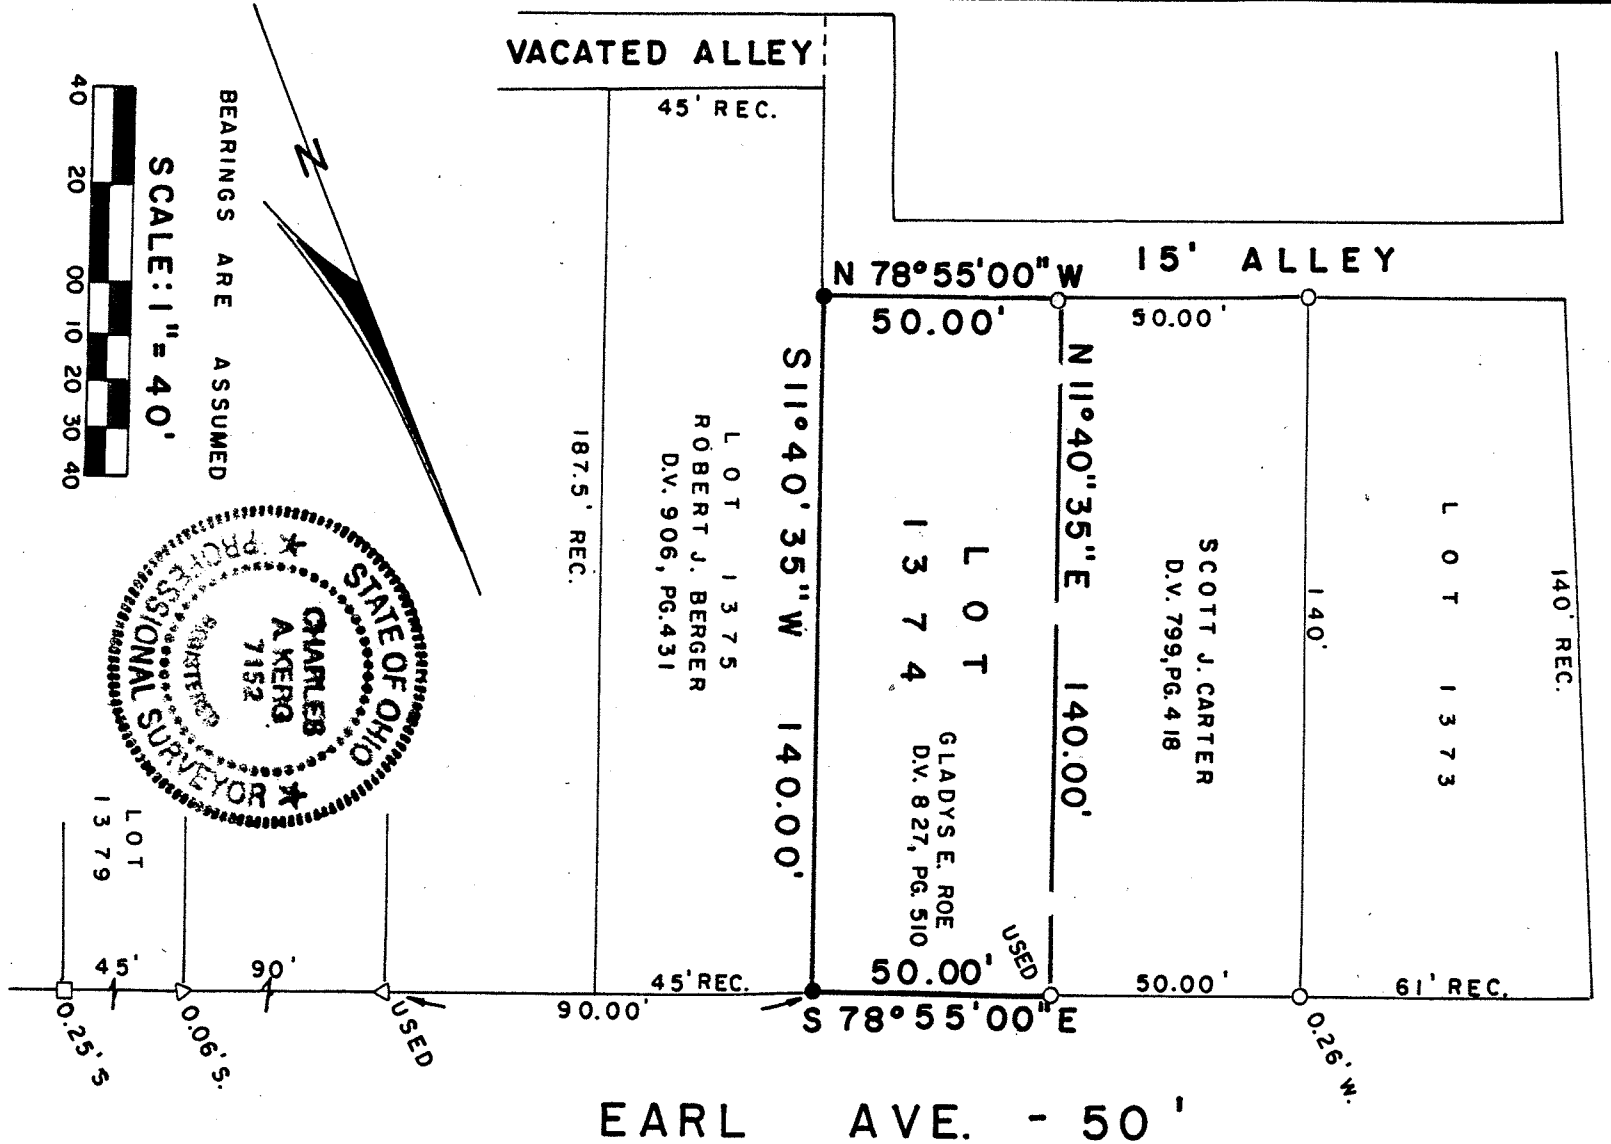 VACATED ALLEY
45' REC.
15' ALLEY
N 78°55'00" W
50.00'
50.00'
BEARINGS ARE ASSUMED
N
40 20 00 10 20 30 40
SCALE: 1" = 40'
187.5' REC.
LOT 1375
ROBERT J. BERGER
D.V. 906, PG. 431
S 11°40'35" W 140.00'
LOT
1374
GLADYS E. ROE
D.V. 827, PG. 510
N 11°40"35" E 140.00'
SCOTT J. CARTER
D.V. 799, PG. 418
140'
LOT 1373
140' REC.
STATE OF OHIO
CHARLES
A. KERG
7152
REGISTERED
PROFESSIONAL SURVEYOR
LOT
1379
45'
90'
45' REC.
50.00'
USED
50.00'
61' REC.
0.25' S
0.06' S.
USED
90.00'
S 78°55'00" E
0.26' W.
EARL AVE. - 50'